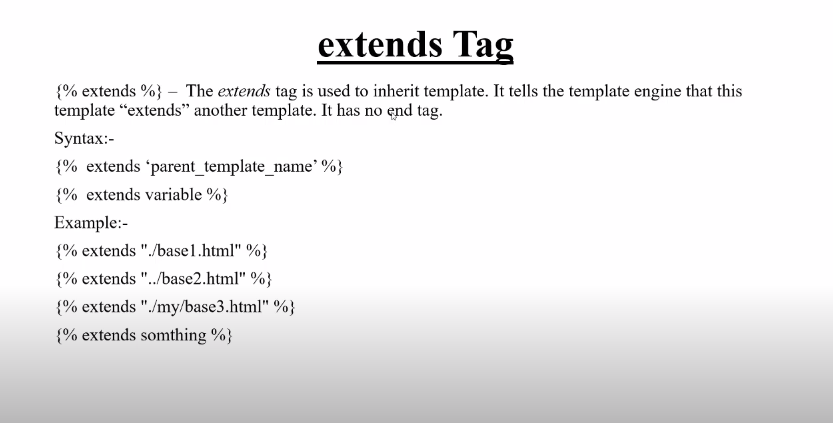 extends Tag
{% extends %} – The extends tag is used to inherit template. It tells the template engine that this
template “extends” another template. It has no end tag.
Syntax:-
{% extends ‘parent_template_name’ %}
{% extends variable %}
Example:-
{% extends "./base1.html" %}
{% extends "../base2.html" %}
{% extends "./my/base3.html" %}
{% extends somthing %}